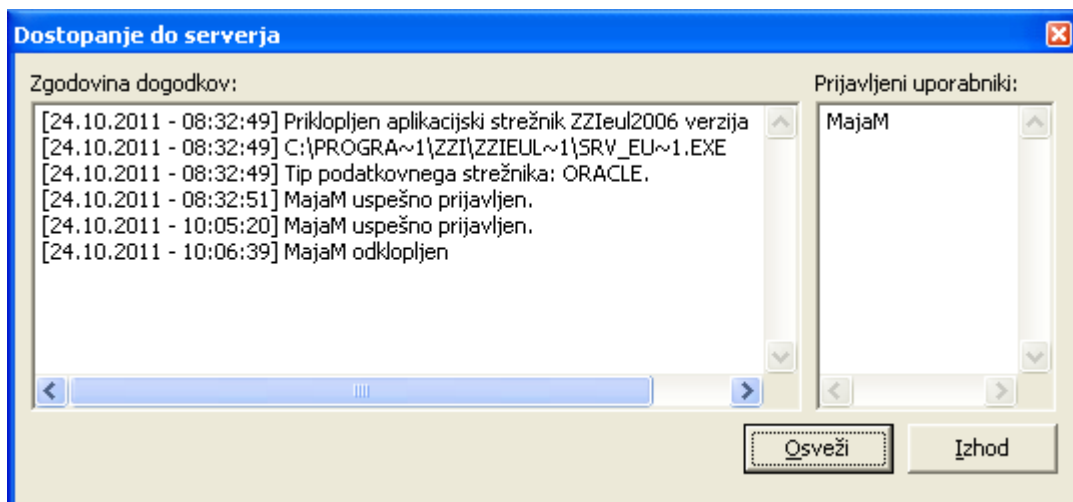 Dostopanje do serverja
Zgodovina dogodkov:
[24.10.2011 - 08:32:49] Priklopljen aplikacijski strežnik ZZIeul2006 verzija
[24.10.2011 - 08:32:49] C:\PROGRA~1\ZZI\ZZIEUL~1\SRV_EU~1.EXE
[24.10.2011 - 08:32:49] Tip podatkovnega strežnika: ORACLE.
[24.10.2011 - 08:32:51] MajaM uspešno prijavljen.
[24.10.2011 - 10:05:20] MajaM uspešno prijavljen.
[24.10.2011 - 10:06:39] MajaM odklopljen
Prijavljeni uporabniki:
MajaM
Osveži
Izhod